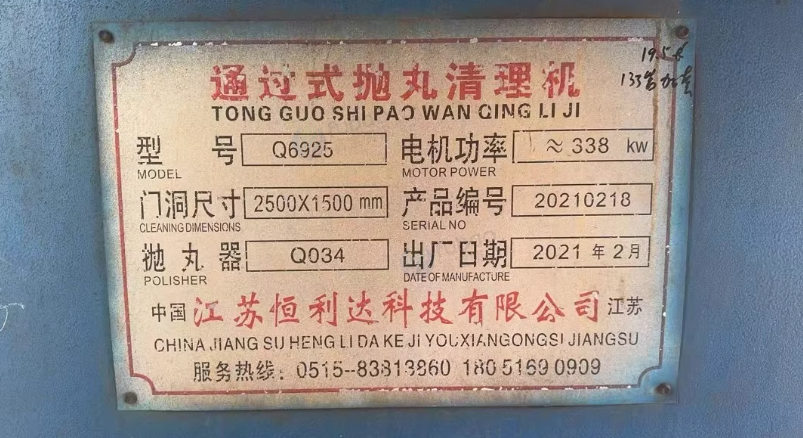 通过式抛丸清理机
TONG GUO SHI PAO WAN QING LI JI
型号 Q6925 电机功率 ≈338 kw
MODEL MOTOR POWER
门洞尺寸 2500X1500 mm 产品编号 20210218
CLEANING DIMENSIONS SERIAL NO
抛丸器 Q034 出厂日期 2021年2月
POLISHER DATE OF MANUFACTURE
中国 江苏恒利达科技有限公司 江苏
CHINA JIANG SU HENG LI DA KE JI YOUXIANGONGSI JIANGSU
服务热线: 0515--83813860 180 5169 0909